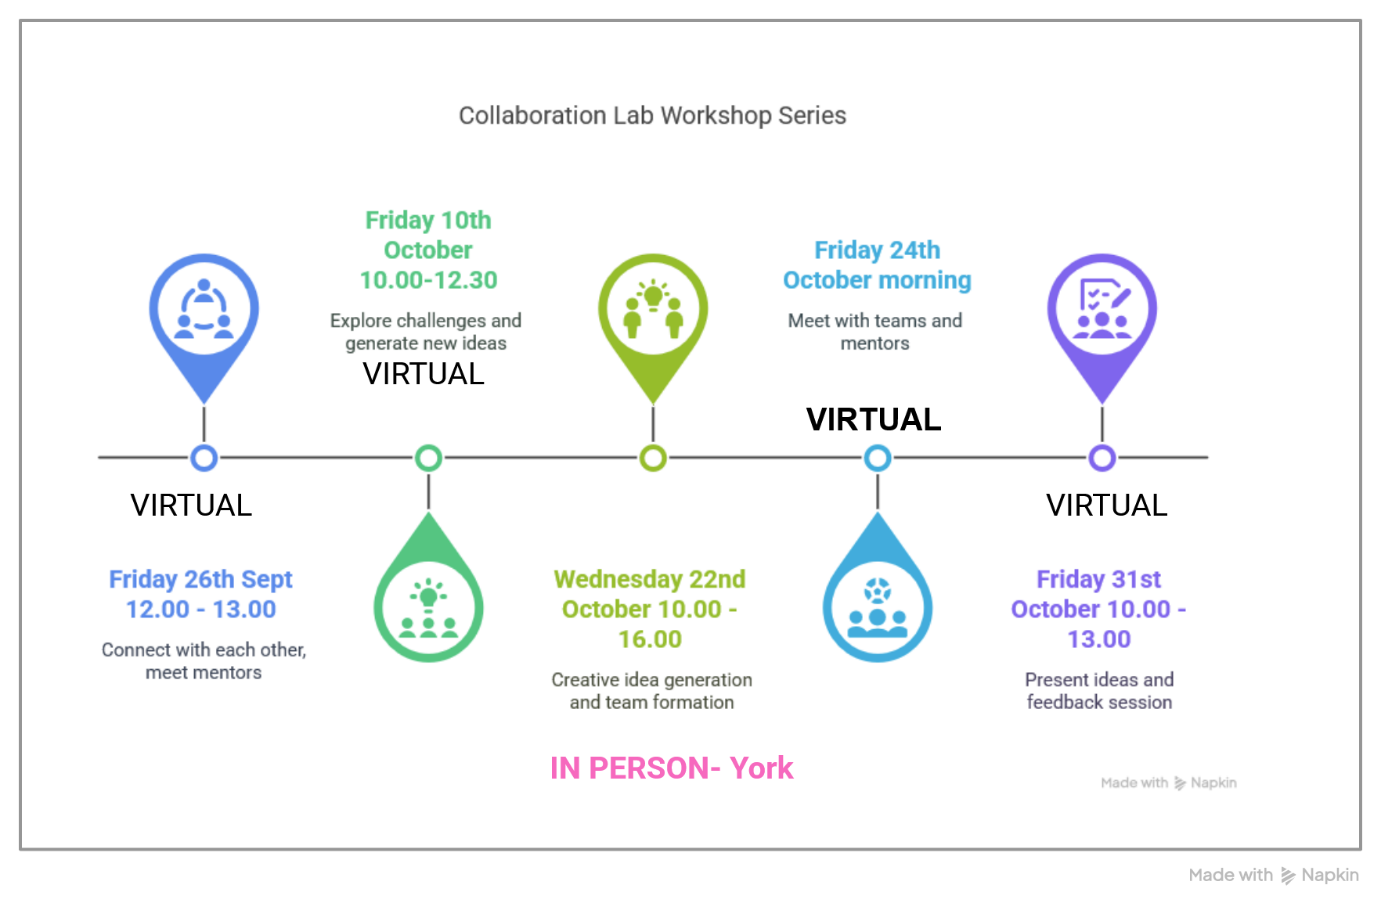 Collaboration Lab Workshop Series
Friday 10th
October
10.00-12.30
Explore challenges and
generate new ideas
VIRTUAL
Friday 24th
October morning
Meet with teams and
mentors
VIRTUAL
VIRTUAL
Friday 26th Sept
12.00 - 13.00
Connect with each other,
meet mentors
Wednesday 22nd
October 10.00 -
16.00
Creative idea generation
and team formation
IN PERSON- York
VIRTUAL
Friday 31st
October 10.00 -
13.00
Present ideas and
feedback session
Made with Napkin
Made with Napkin